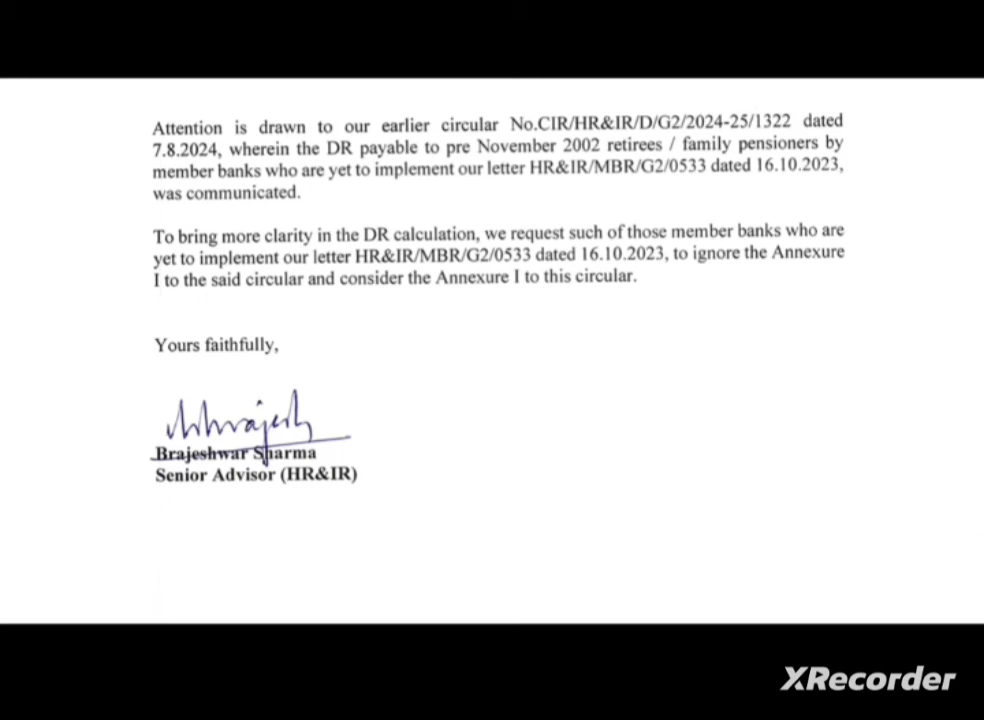 Attention is drawn to our earlier circular No.CIR/HR&IR/D/G2/2024-25/1322 dated
7.8.2024, wherein the DR payable to pre November 2002 retirees / family pensioners by
member banks who are yet to implement our letter HR&IR/MBR/G2/0533 dated 16.10.2023,
was communicated.
To bring more clarity in the DR calculation, we request such of those member banks who are
yet to implement our letter HR&IR/MBR/G2/0533 dated 16.10.2023, to ignore the Annexure
I to the said circular and consider the Annexure I to this circular.
Yours faithfully,
Brajeshwar Sharma
Senior Advisor (HR&IR)
XRecorder